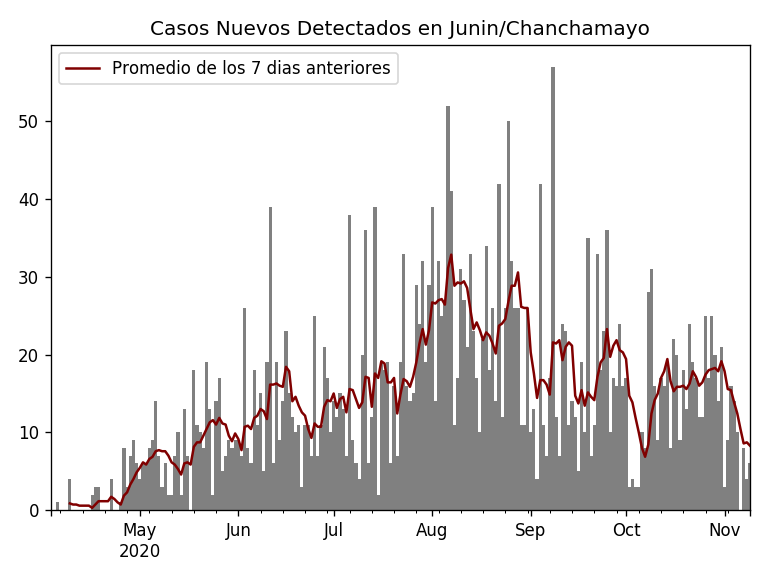 Casos Nuevos Detectados en Junin/Chanchamayo
Promedio de los 7 dias anteriores
50
40
30
20
10
0
May Jun Jul Aug Sep Oct Nov
2020